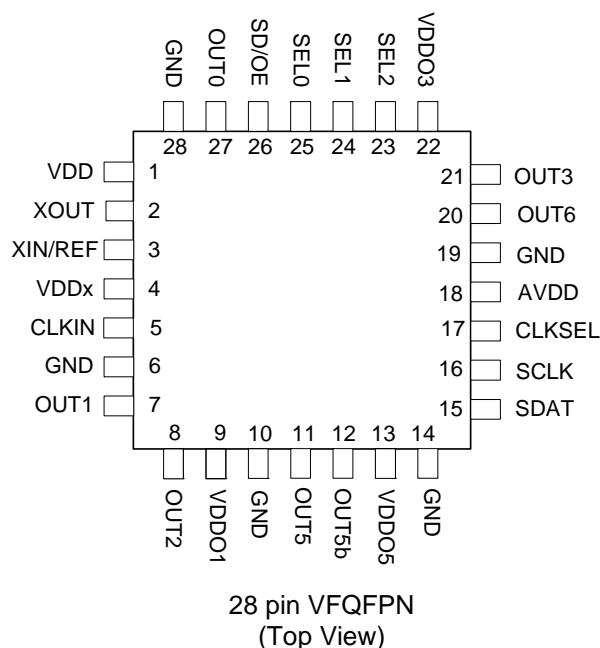 GND
OUT0
SD/OE
SEL0
SEL1
SEL2
VDDO3
28 27 26 25 24 23 22
VDD 1
XOUT 2
XIN/REF 3
VDDx 4
CLKIN 5
GND 6
OUT1 7
21 OUT3
20 OUT6
19 GND
18 AVDD
17 CLKSEL
16 SCLK
15 SDAT
8 9 10 11 12 13 14
OUT2
VDDO1
GND
OUT5
OUT5b
VDDO5
GND
28 pin VFQFPN
(Top View)